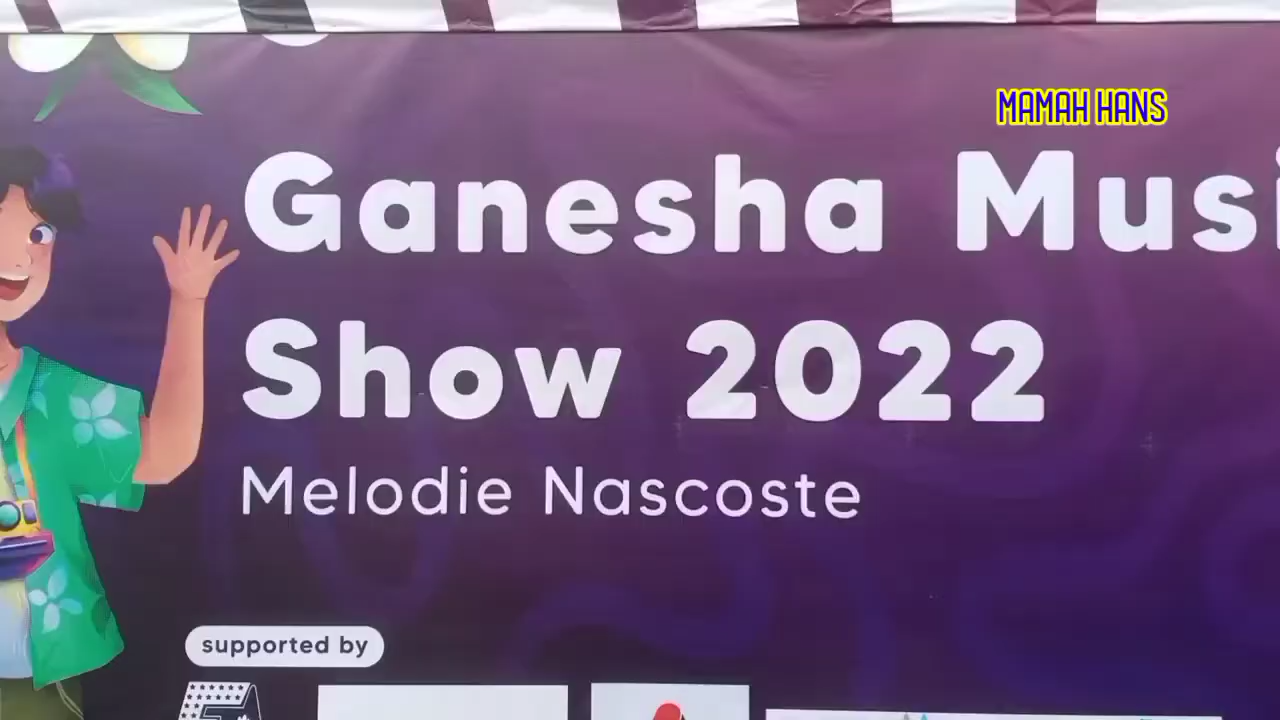 MAMAH HANS
Ganesha Musi
Show 2022
Melodie Nascoste
supported by